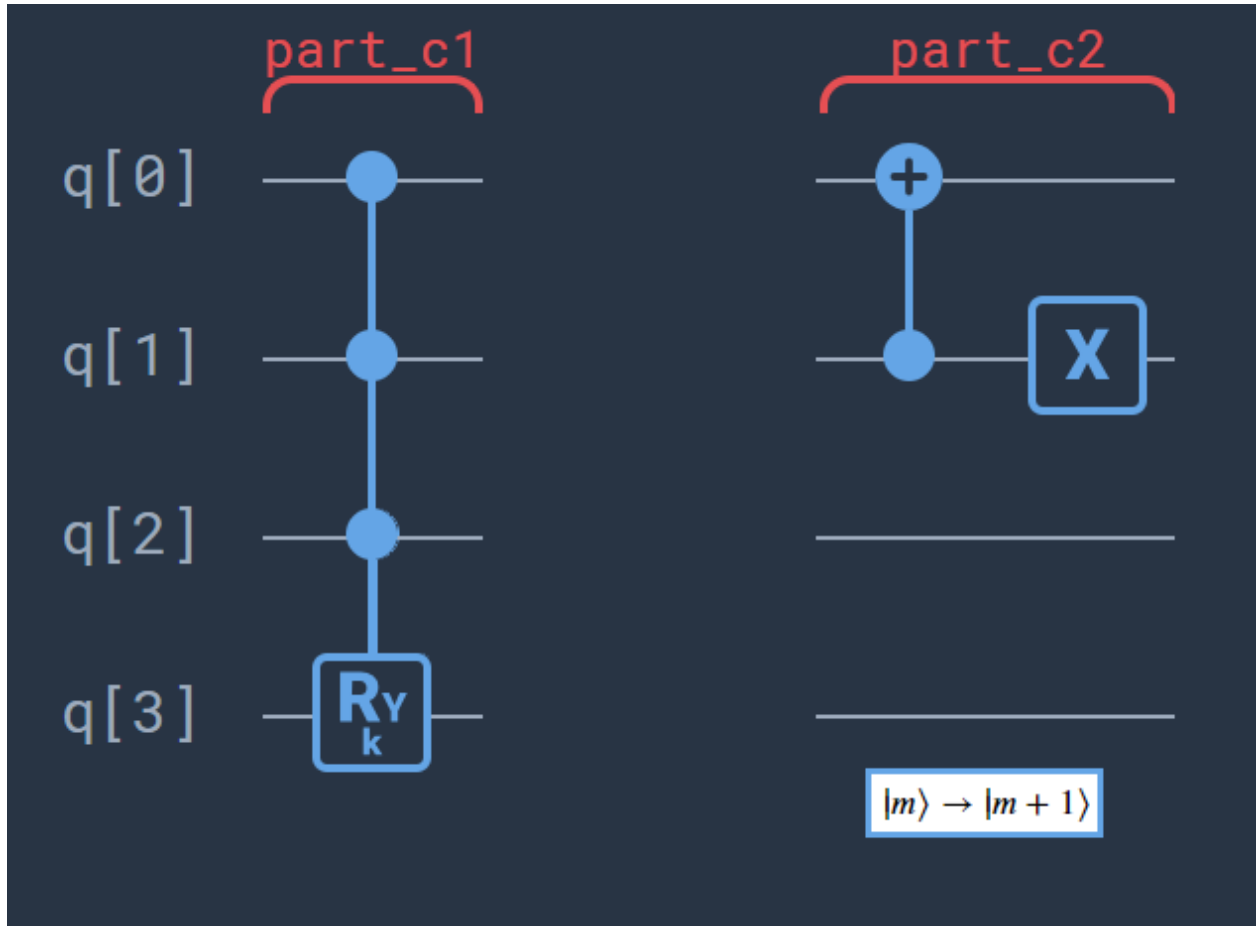 part_c1 part_c2
q[0]
q[1] X
q[2]
q[3] RY
k
|m⟩ → |m + 1⟩